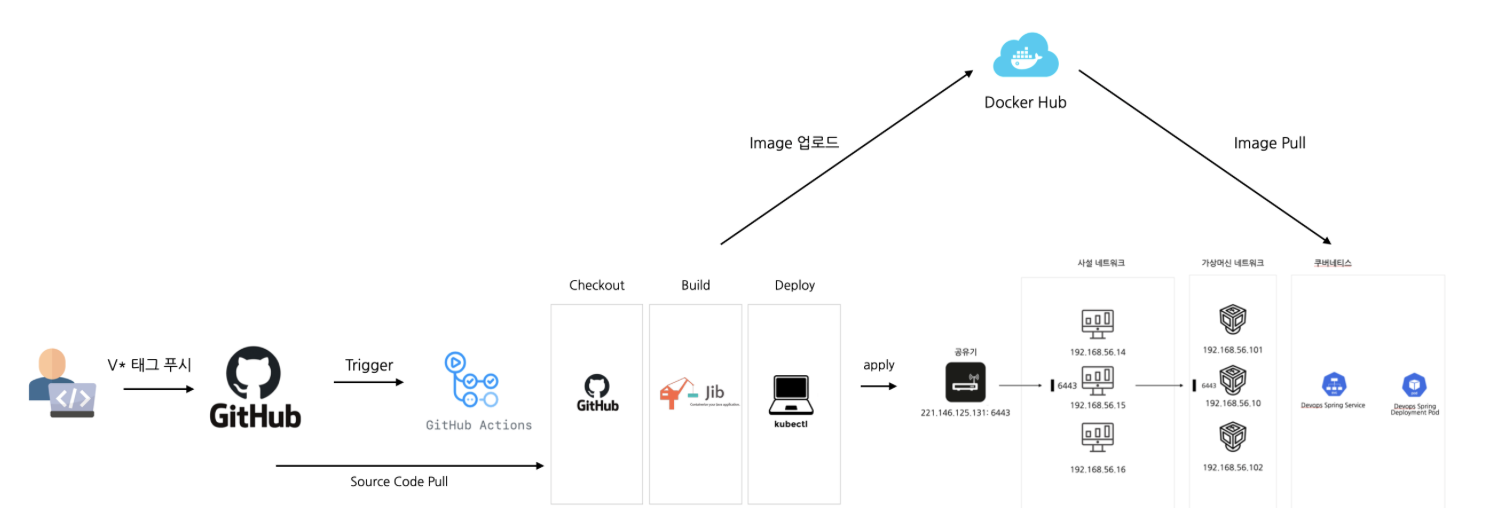 Docker Hub
Image 업로드
Image Pull
사설 네트워크
가상머신 네트워크
쿠버네티스
Checkout
Build
Deploy
V* 태그 푸시
GitHub
Trigger
GitHub Actions
Source Code Pull
GitHub
Jib
Containerize your Java application.
kubectl
apply
공유기
221.146.125.131: 6443
192.168.56.14
6443
192.168.56.15
192.168.56.16
192.168.56.101
6443
192.168.56.10
192.168.56.102
Devops Spring Service
Devops Spring
Deployment Pod